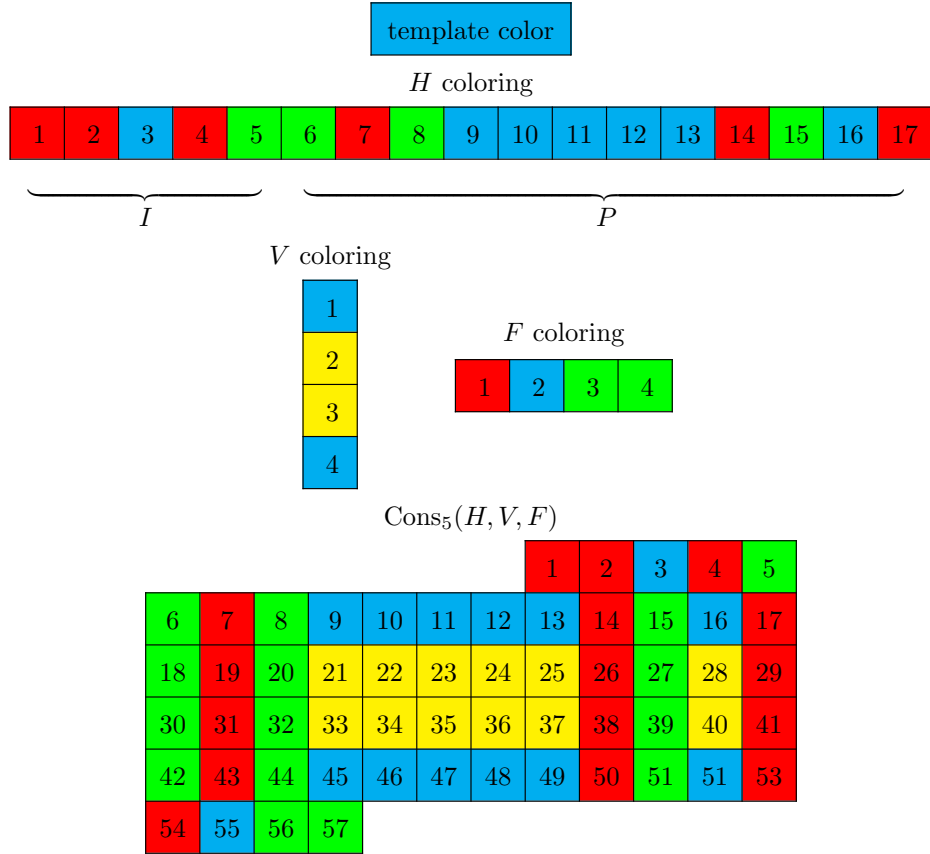 template color
H coloring
1 2 3 4 5 6 7 8 9 10 11 12 13 14 15 16 17
I P
V coloring
1
2
3
4
F coloring
1 2 3 4
Cons₅(H, V, F)
1 2 3 4 5
6 7 8 9 10 11 12 13 14 15 16 17
18 19 20 21 22 23 24 25 26 27 28 29
30 31 32 33 34 35 36 37 38 39 40 41
42 43 44 45 46 47 48 49 50 51 51 53
54 55 56 57